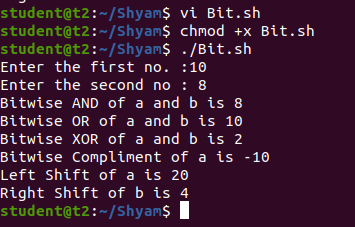 student@t2:~/Shyam$ vi Bit.sh
student@t2:~/Shyam$ chmod +x Bit.sh
student@t2:~/Shyam$ ./Bit.sh
Enter the first no. :10
Enter the second no : 8
Bitwise AND of a and b is 8
Bitwise OR of a and b is 10
Bitwise XOR of a and b is 2
Bitwise Compliment of a is -10
Left Shift of a is 20
Right Shift of b is 4
student@t2:~/Shyam$